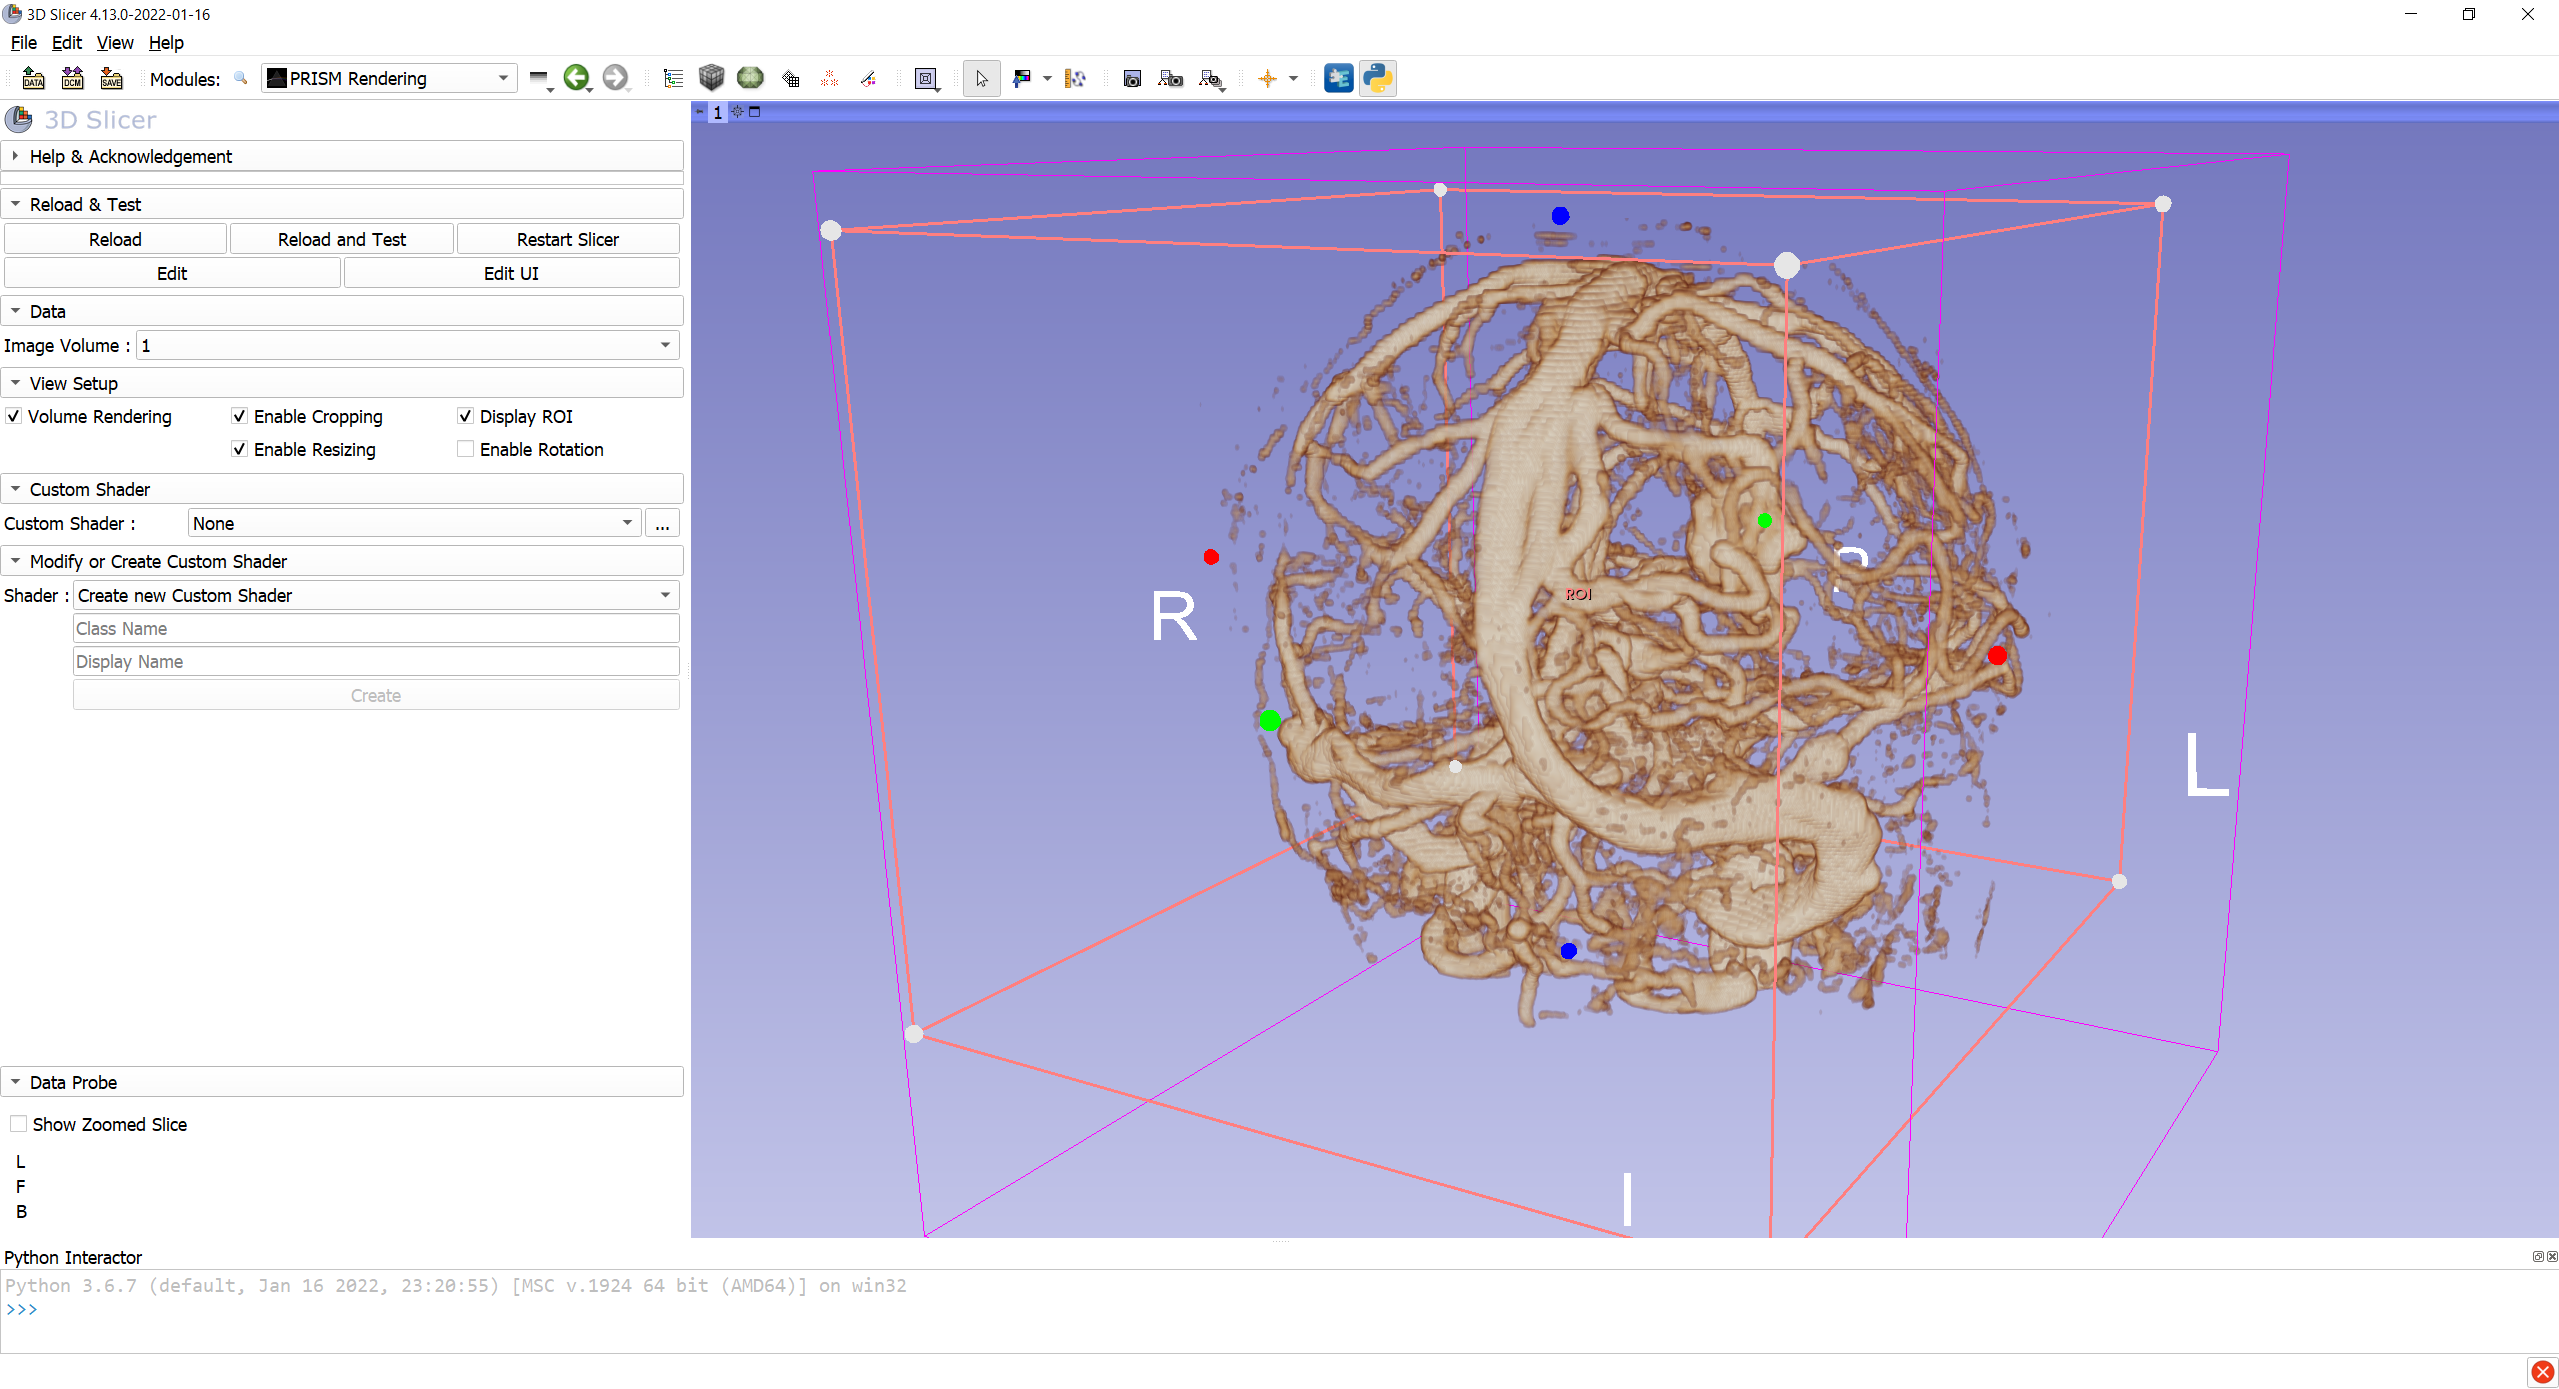 3D Slicer 4.13.0-2022-01-16
File Edit View Help
DATA DCM SAVE Modules: PRISM Rendering
3D Slicer
Help & Acknowledgement
Reload & Test
Reload Reload and Test Restart Slicer
Edit Edit UI
Data
Image Volume : 1
View Setup
Volume Rendering Enable Cropping Display ROI
Enable Resizing Enable Rotation
Custom Shader
Custom Shader : None ...
Modify or Create Custom Shader
Shader : Create new Custom Shader
Class Name
Display Name
Create
Data Probe
Show Zoomed Slice
L
F
B
1
R
ROI
P
L
I
Python Interactor
Python 3.6.7 (default, Jan 16 2022, 23:20:55) [MSC v.1924 64 bit (AMD64)] on win32
>>>